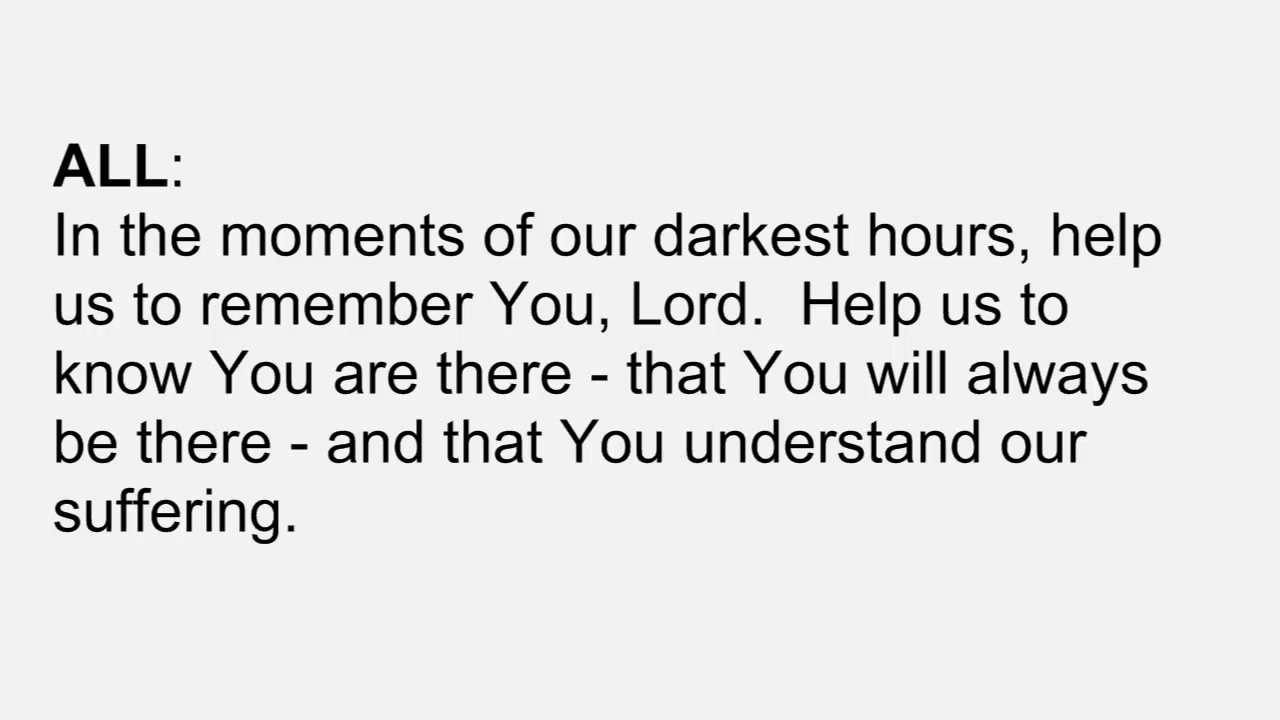 ALL:
In the moments of our darkest hours, help
us to remember You, Lord.  Help us to
know You are there - that You will always
be there - and that You understand our
suffering.